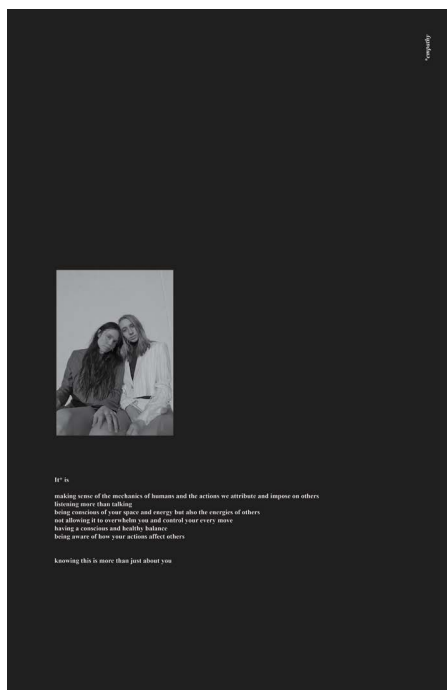 *empathy
It* is
making sense of the mechanics of humans and the actions we attribute and impose on others
listening more than talking
being conscious of your space and energy but also the energies of others
not allowing it to overwhelm you and control your every move
having a conscious and healthy balance
being aware of how your actions affect others
knowing this is more than just about you